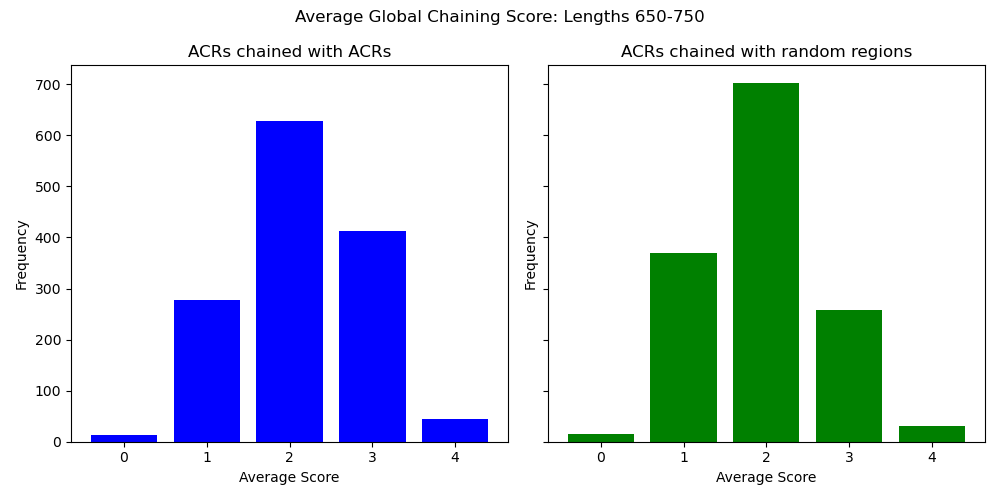 Average Global Chaining Score: Lengths 650-750
ACRs chained with ACRs
700
600
500
400
300
200
100
0
Frequency
0 1 2 3 4
Average Score
ACRs chained with random regions
Frequency
0 1 2 3 4
Average Score